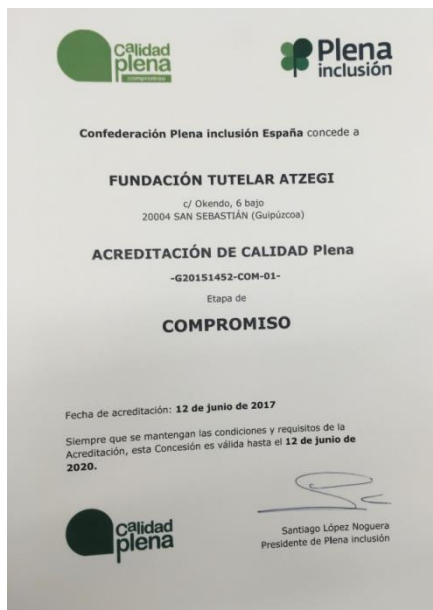 Calidad
plena
compromiso
Plena
inclusión
Confederación Plena inclusión España concede a
FUNDACIÓN TUTELAR ATZEGI
c/ Okendo, 6 bajo
20004 SAN SEBASTIÁN (Guipúzcoa)
ACREDITACIÓN DE CALIDAD Plena
-G20151452-COM-01-
Etapa de
COMPROMISO
Fecha de acreditación: 12 de junio de 2017
Siempre que se mantengan las condiciones y requisitos de la
Acreditación, esta Concesión es válida hasta el 12 de junio de
2020.
Calidad
plena
Santiago López Noguera
Presidente de Plena inclusión